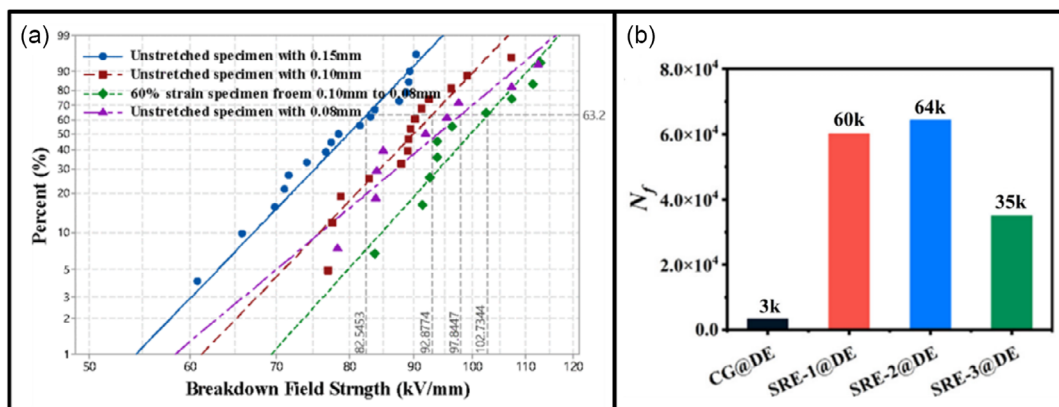 (a)
99
90
80
70
60
50
40
30
20
10
5
3
2
1
Percent (%)
Unstretched specimen with 0.15mm
Unstretched specimen with 0.10mm
60% strain specimen froem 0.10mm to 0.08mm
Unstretched specimen with 0.08mm
63.2
82.5453
92.8774
97.8447
102.7344
50
60
70
80
90
100
110
120
Breakdown Field Strngth (kV/mm)
(b)
8.0×10⁴
6.0×10⁴
4.0×10⁴
2.0×10⁴
0.0
N_f
3k
60k
64k
35k
CG@DE
SRE-1@DE
SRE-2@DE
SRE-3@DE